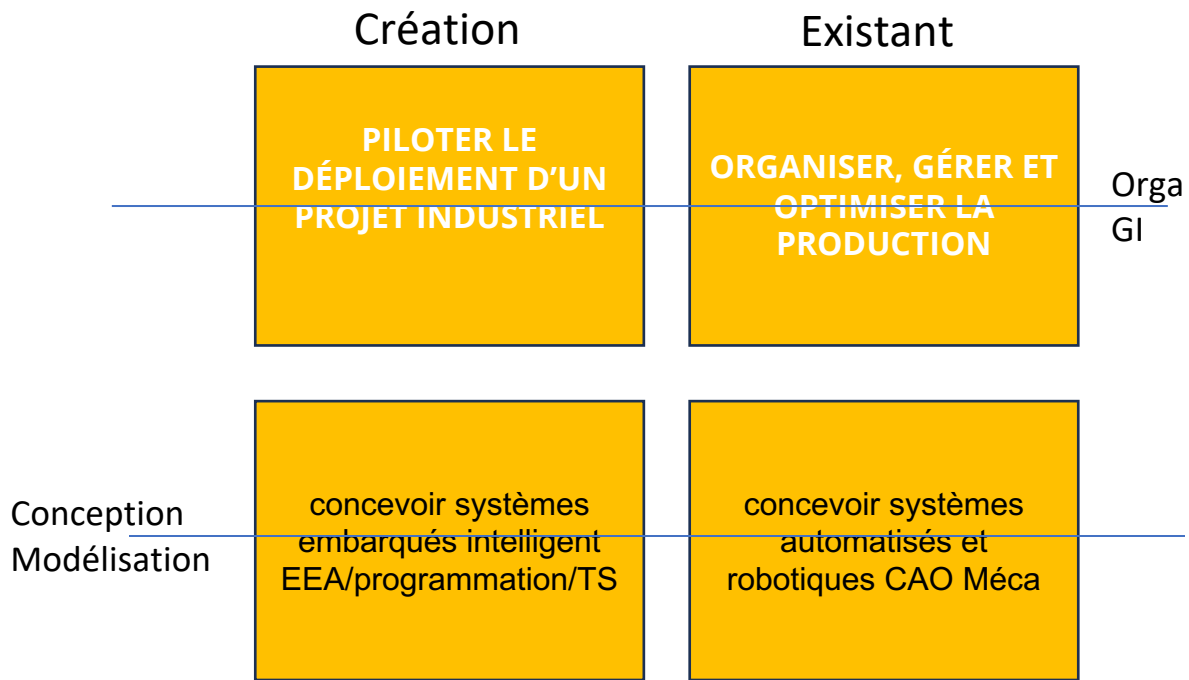 Création
Existant
PILOTER LE
DÉPLOIEMENT D’UN
PROJET INDUSTRIEL
ORGANISER, GÉRER ET
OPTIMISER LA
PRODUCTION
Orga
GI
Conception
Modélisation
concevoir systèmes
embarqués intelligent
EEA/programmation/TS
concevoir systèmes
automatisés et
robotiques CAO Méca